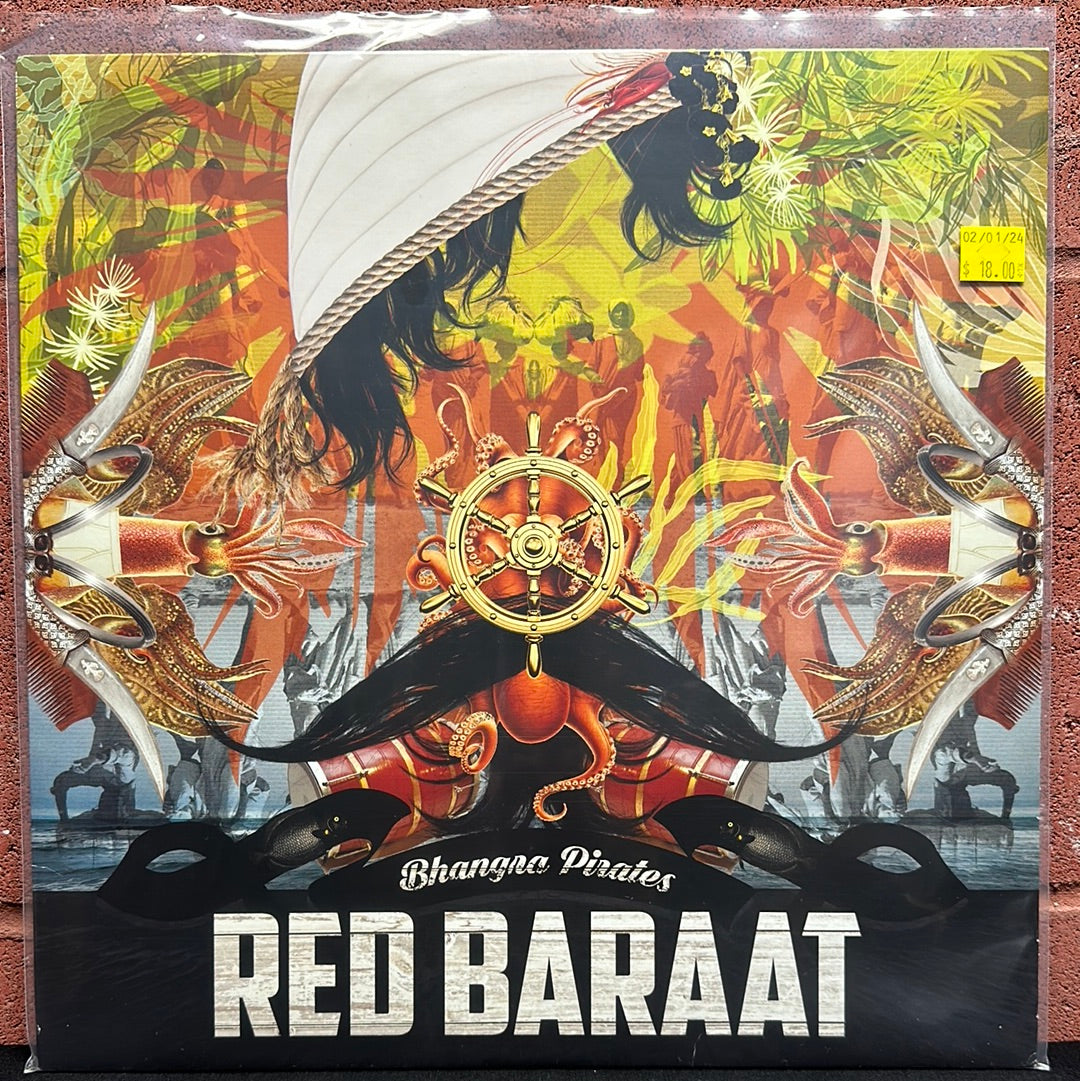 02/01/24
$ 18.00
Bhangra Pirates
RED BARAAT